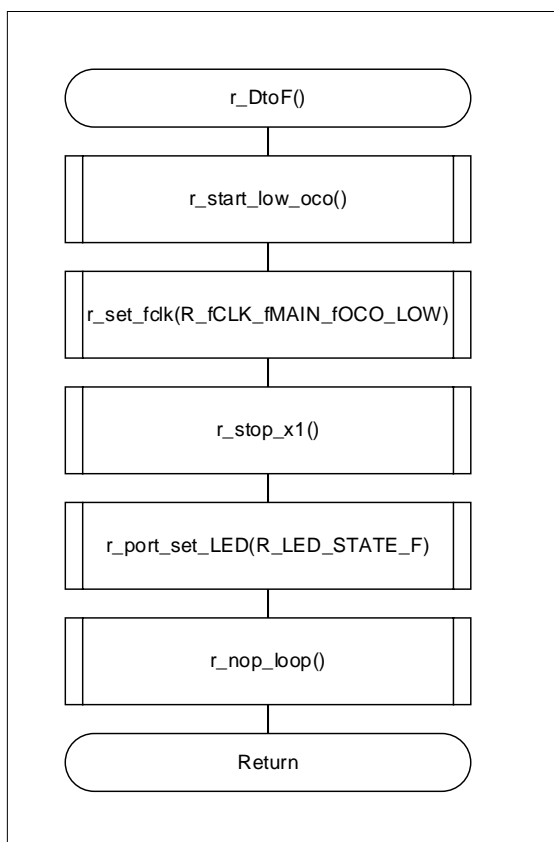 r_DtoF()
r_start_low_oco()
r_set_fclk(R_fCLK_fMAIN_fOCO_LOW)
r_stop_x1()
r_port_set_LED(R_LED_STATE_F)
r_nop_loop()
Return